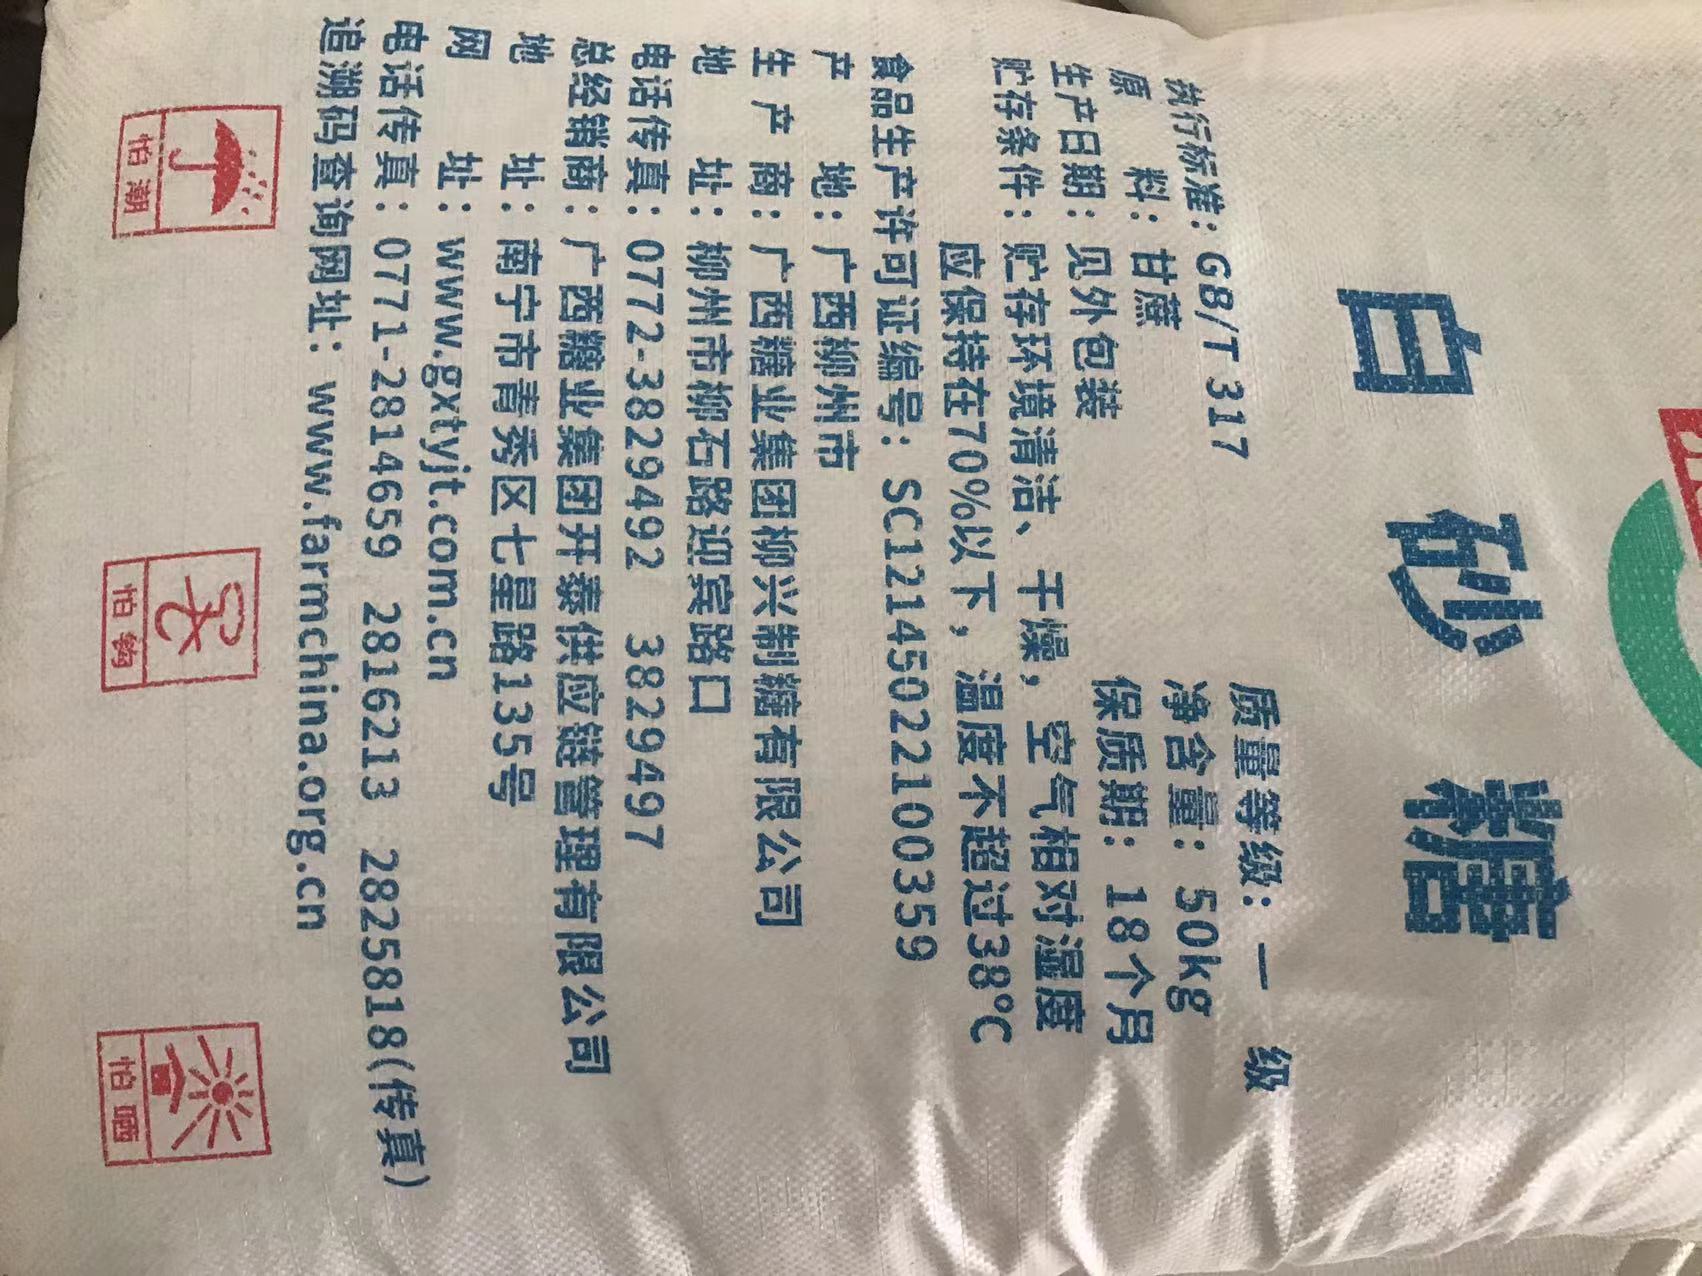 白砂糖
执行标准：GB/T 317 质量等级：一级
原料：甘蔗 净含量：50kg
生产日期：见外包装 保质期：18个月
贮存条件：贮存环境清洁、干燥，空气相对湿度
应保持在70%以下，温度不超过38℃
食品生产许可证编号：SC12145022100359
产地：广西柳州市
生产商：广西糖业集团柳兴制糖有限公司
地址：柳州市柳石路迎宾路口
电话传真：0772-3829492 3829497
总经销商：广西糖业集团开泰供应链管理有限公司
地址：南宁市青秀区七星路135号
网址：www.gxtyjt.com.cn
电话传真：0771-2814659 2816213 2825818(传真)
追溯码查询网址：www.farmchina.org.cn
怕潮 怕钩 怕晒